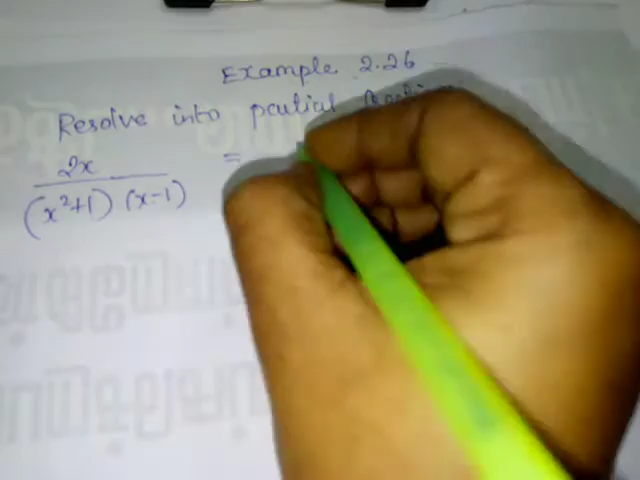 Example 2.26
Resolve into partial
2x / (x²+1) (x-1) =